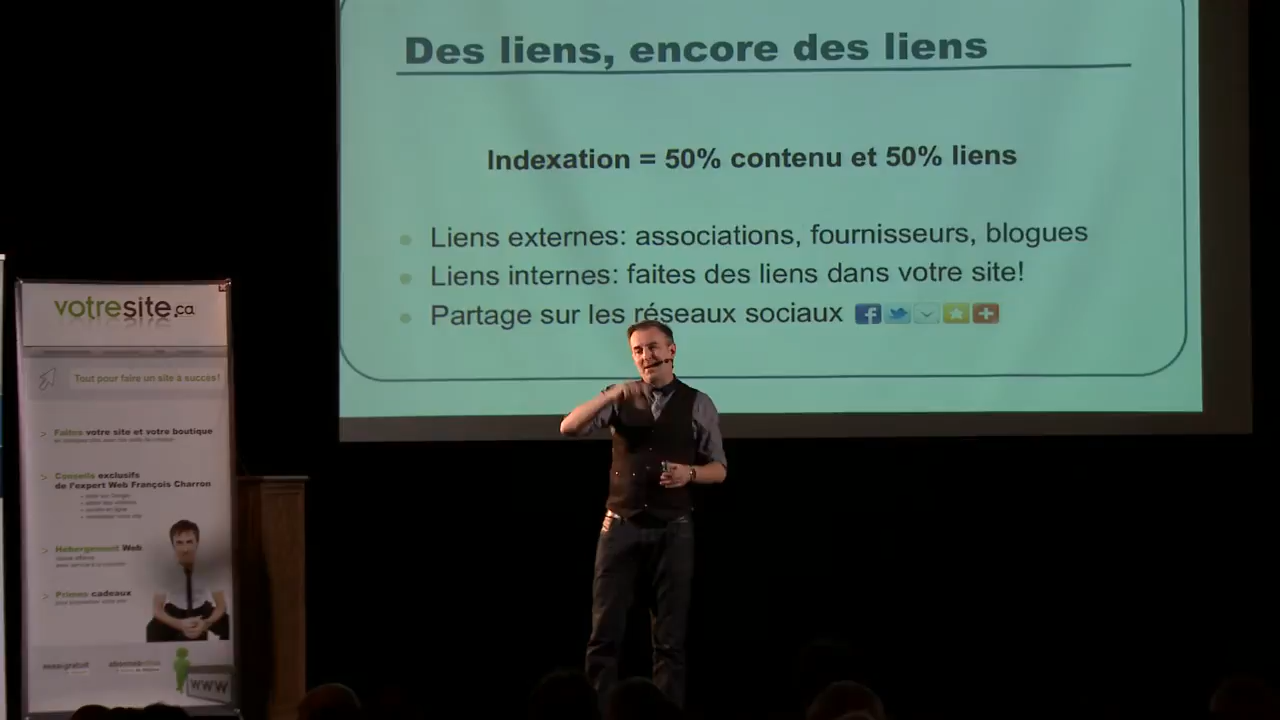 Des liens, encore des liens
Indexation = 50% contenu et 50% liens
Liens externes: associations, fournisseurs, blogues
Liens internes: faites des liens dans votre site!
Partage sur les réseaux sociaux
votresite.ca
Tout pour faire un site à succès!
> Faites votre site et votre boutique
> Conseils exclusifs
de l'expert Web François Charron
> Hébergement Web
> Primes cadeaux
www